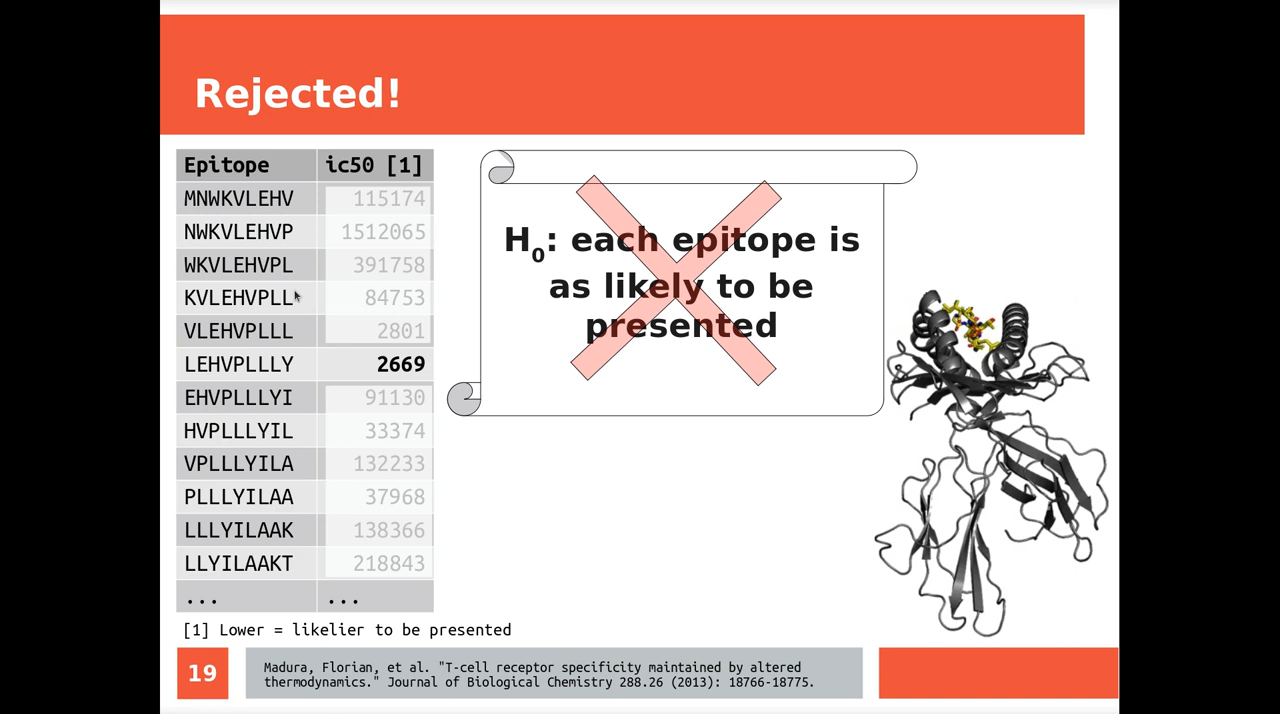 Rejected!
Epitope ic50 [1]
MNWKVLEHV 115174
NWKVLEHVP 1512065
WKVLEHVPL 391758
KVLEHVPLL 84753
VLEHVPLLL 2801
LEHVPLLLY 2669
EHVPLLLYI 91130
HVPLLLYIL 33374
VPLLLYILA 132233
PLLLYILAA 37968
LLLYILAAK 138366
LLYILAAKT 218843
... ...
[1] Lower = likelier to be presented
H0: each epitope is
as likely to be
presented
19
Madura, Florian, et al. "T-cell receptor specificity maintained by altered
thermodynamics." Journal of Biological Chemistry 288.26 (2013): 18766-18775.